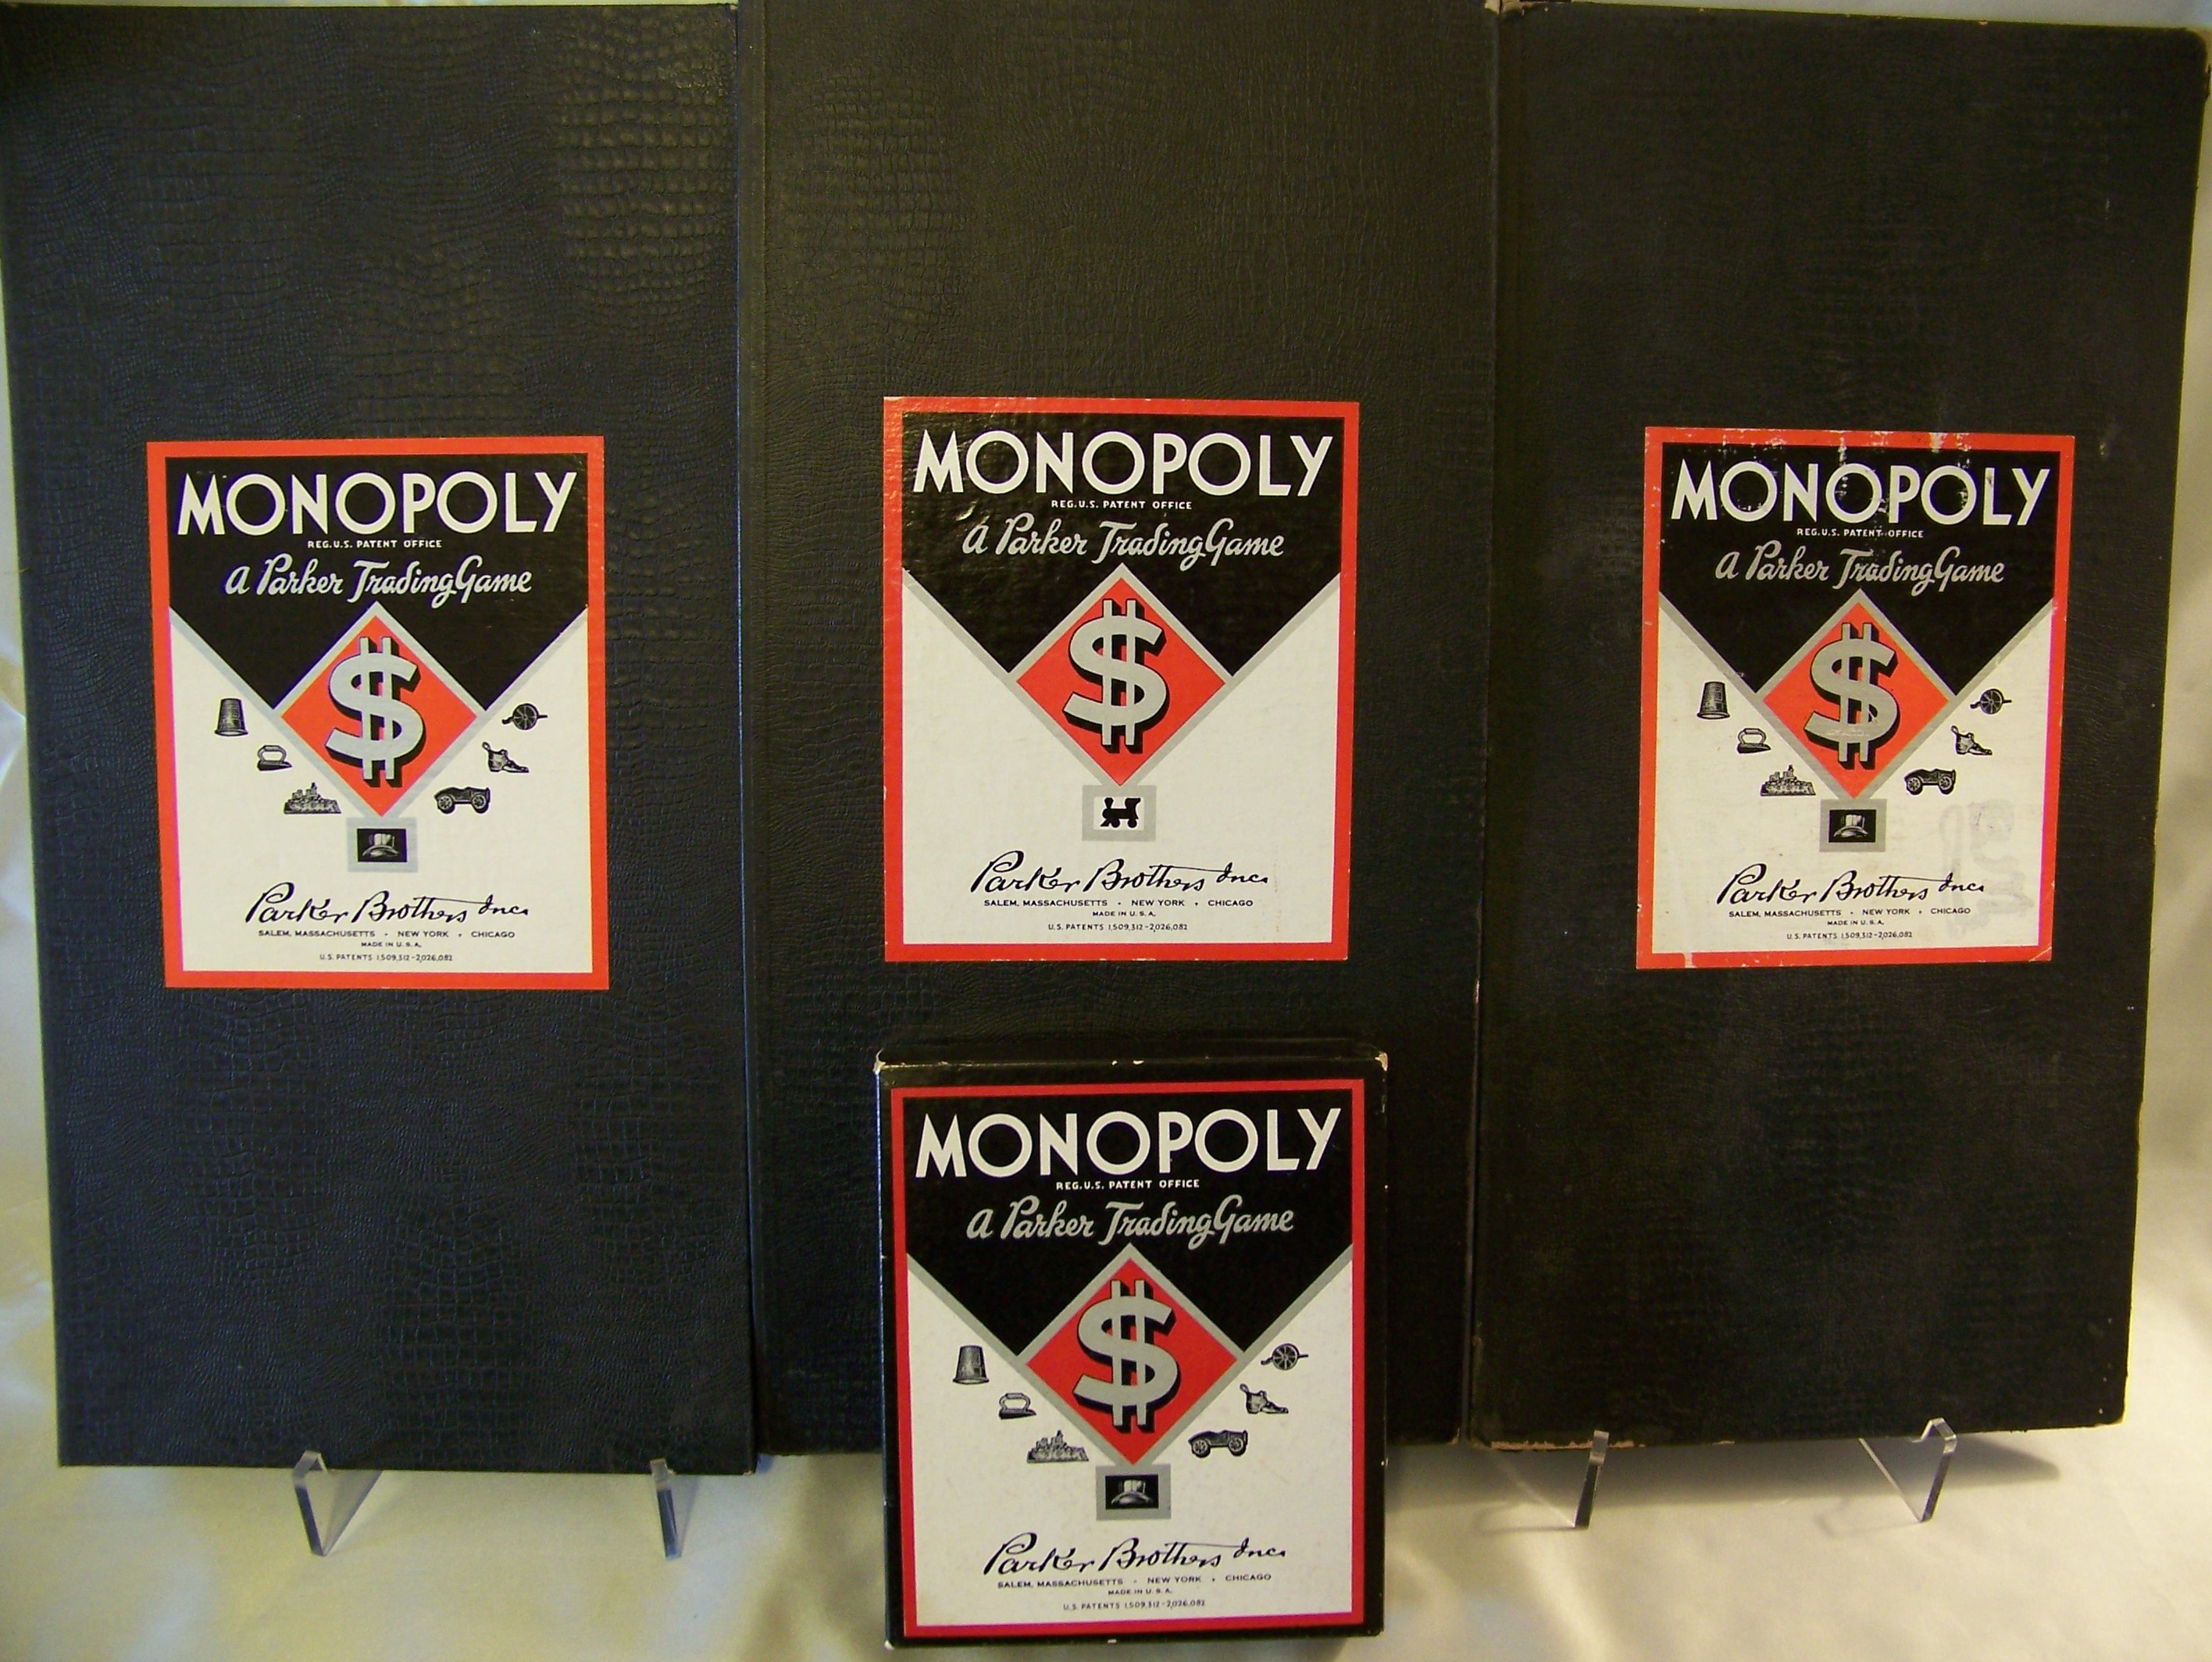 MONOPOLY
REG. U.S. PATENT OFFICE
A Parker Trading Game
$
Parker Brothers Inc.
SALEM, MASSACHUSETTS • NEW YORK • CHICAGO
MADE IN U.S.A.
U.S. PATENTS 1,509,312-2,026,082
MONOPOLY
REG. U.S. PATENT OFFICE
A Parker Trading Game
$
Parker Brothers Inc.
SALEM, MASSACHUSETTS • NEW YORK • CHICAGO
MADE IN U.S.A.
U.S. PATENTS 1,509,312-2,026,082
MONOPOLY
REG. U.S. PATENT OFFICE
A Parker Trading Game
$
Parker Brothers Inc.
SALEM, MASSACHUSETTS • NEW YORK • CHICAGO
MADE IN U.S.A.
U.S. PATENTS 1,509,312-2,026,082
MONOPOLY
REG. U.S. PATENT OFFICE
A Parker Trading Game
$
Parker Brothers Inc.
SALEM, MASSACHUSETTS • NEW YORK • CHICAGO
MADE IN U.S.A.
U.S. PATENTS 1,509,312-2,026,082